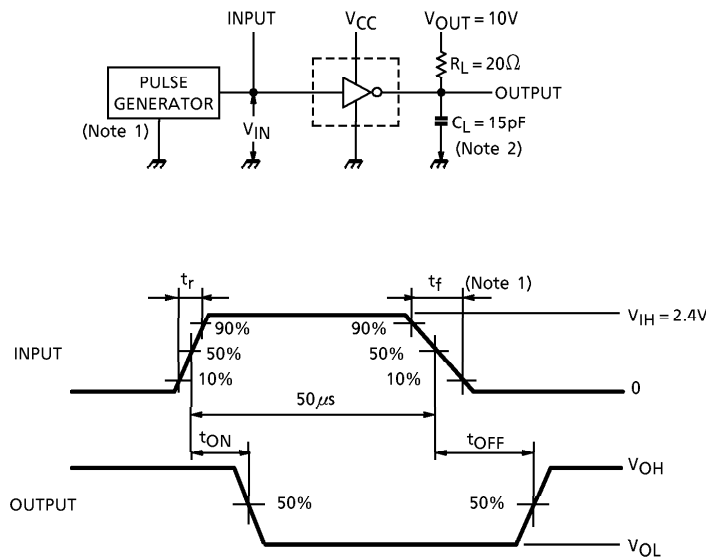 INPUT
VCC
VOUT = 10V
RL = 20Ω
PULSE
GENERATOR
OUTPUT
(Note 1)
VIN
CL = 15pF
(Note 2)
tr
tf
(Note 1)
VIH = 2.4V
90%
90%
INPUT
50%
50%
10%
10%
0
50μs
tON
tOFF
VOH
OUTPUT
50%
50%
VOL